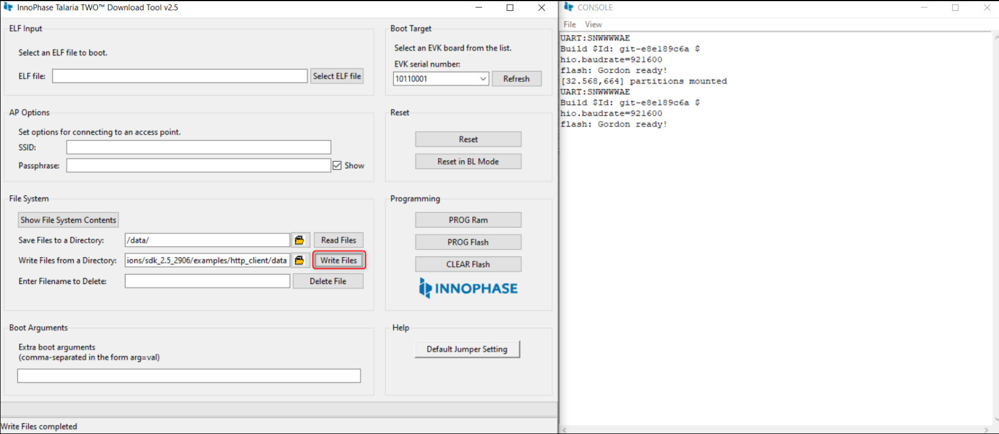 InnoPhase Talaria TWO™ Download Tool v2.5
ELF Input
Select an ELF file to boot.
ELF file:
Select ELF file
Boot Target
Select an EVK board from the list.
EVK serial number:
10110001
Refresh
AP Options
Set options for connecting to an access point.
SSID:
Passphrase:
Show
Reset
Reset
Reset in BL Mode
File System
Show File System Contents
Save Files to a Directory:
/data/
Read Files
Write Files from a Directory:
ions/sdk_2.5_2906/examples/http_client/data
Write Files
Enter Filename to Delete:
Delete File
Programming
PROG Ram
PROG Flash
CLEAR Flash
INNOPHASE
Boot Arguments
Extra boot arguments
(comma-separated in the form arg=val)
Help
Default Jumper Setting
Write Files completed
CONSOLE
File View
UART:SNWWWWAE
Build $Id: git-e8e189c6a $
hio.baudrate=921600
flash: Gordon ready!
[32.568,664] partitions mounted
UART:SNWWWWAE
Build $Id: git-e8e189c6a $
hio.baudrate=921600
flash: Gordon ready!